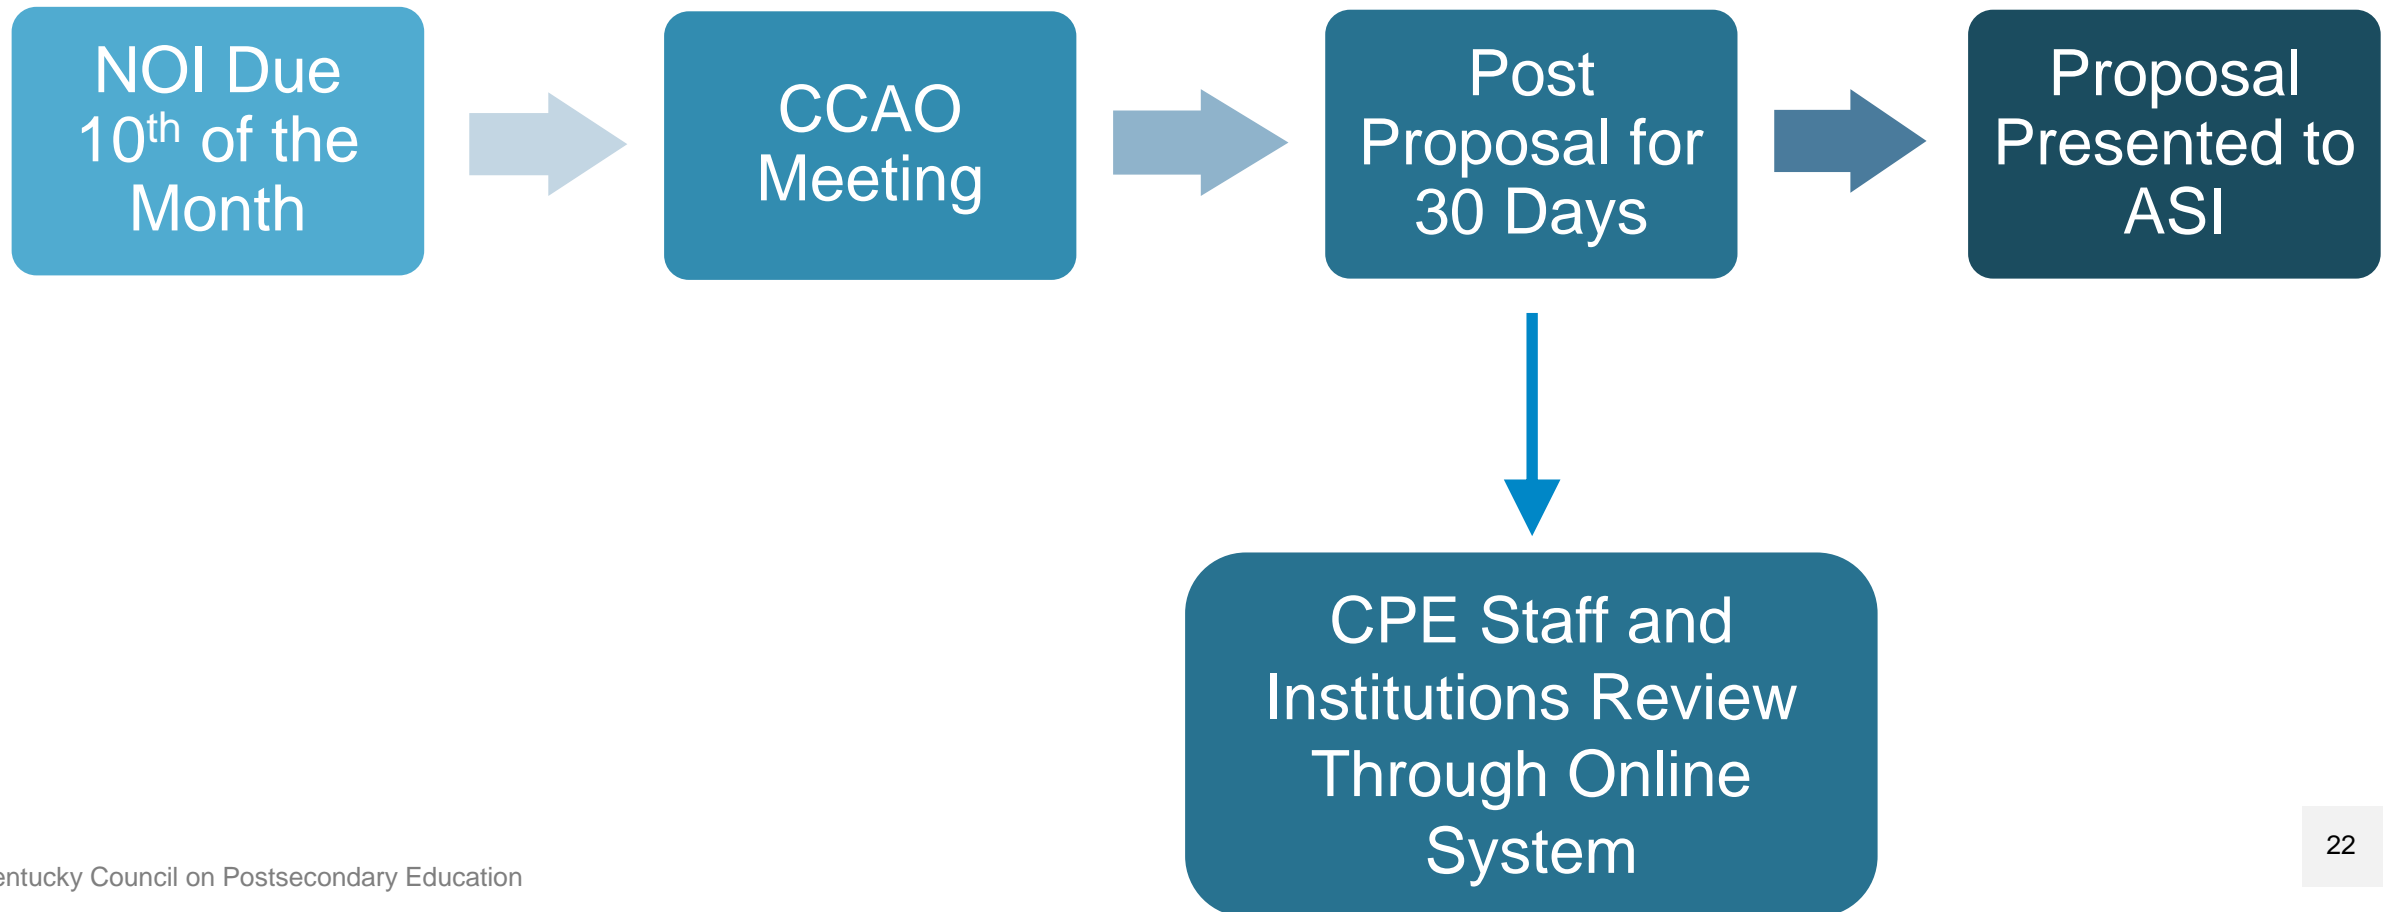 NOI Due
10th of the
Month
CCAO
Meeting
Post
Proposal for
30 Days
Proposal
Presented to
ASI
CPE Staff and
Institutions Review
Through Online
System
entucky Council on Postsecondary Education
22